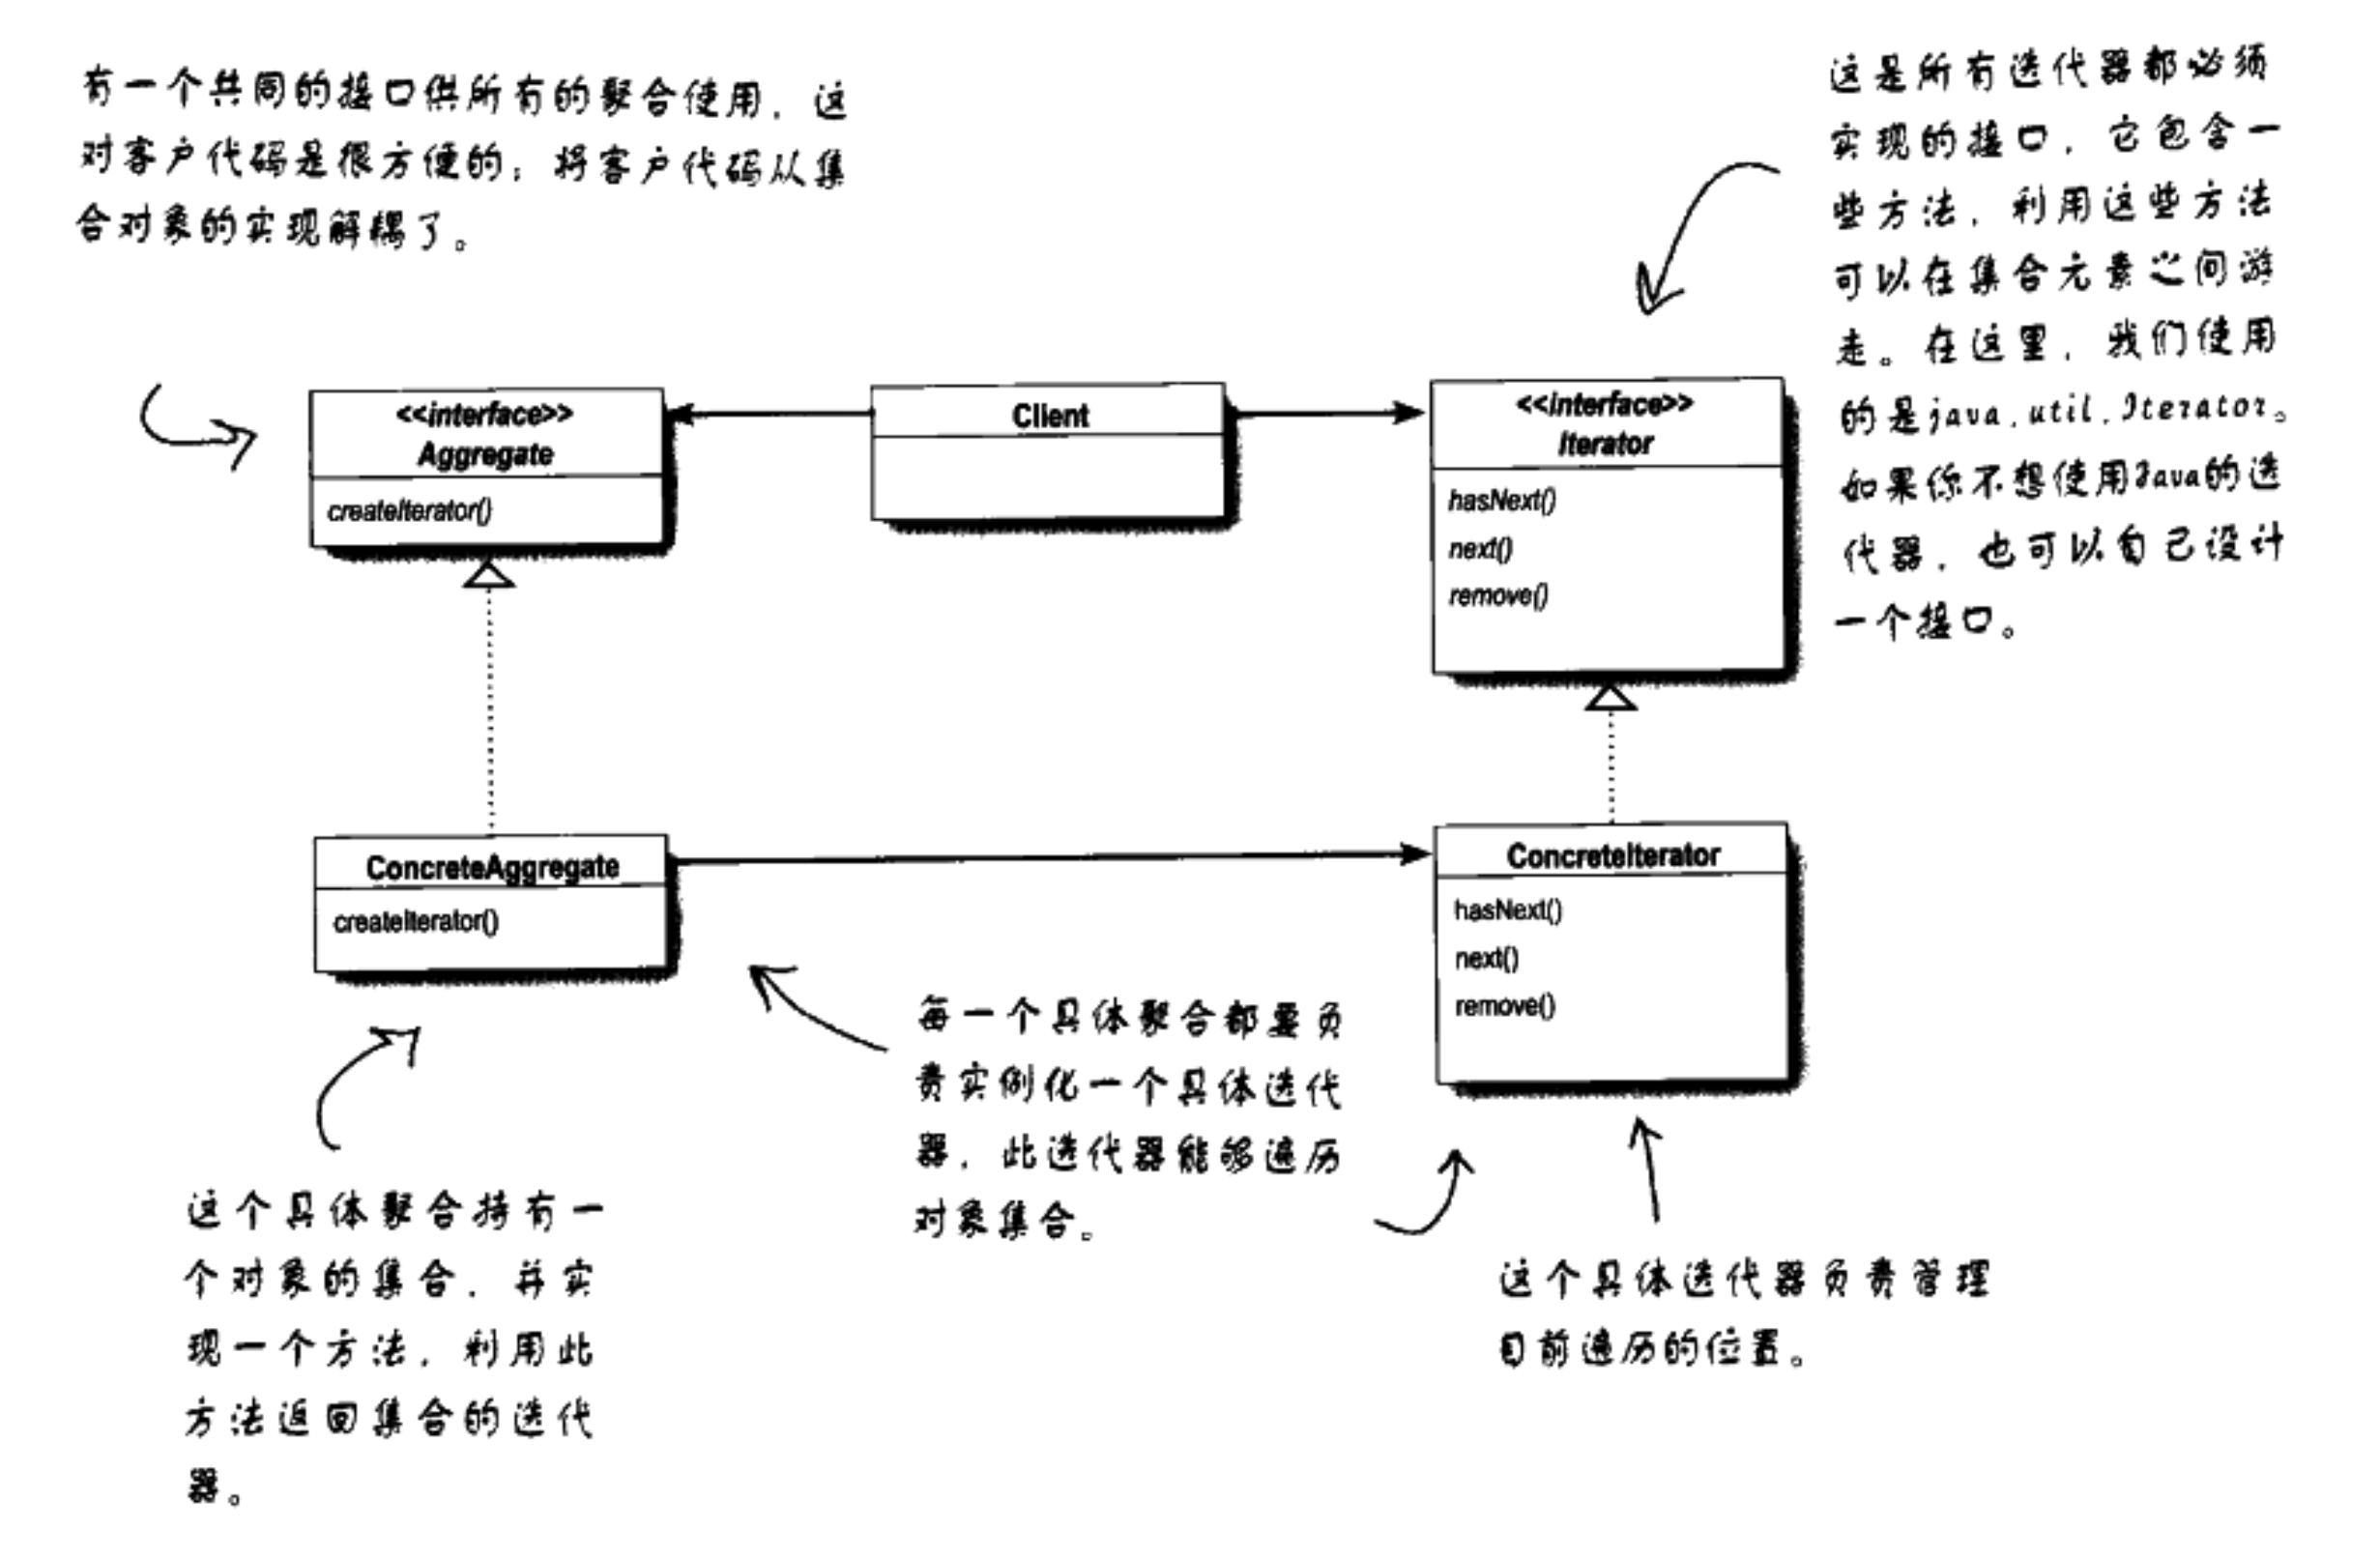 有一个共同的接口供所有的聚合使用，这
对客户代码是很方便的；将客户代码从集
合对象的实现解耦了。
这是所有迭代器都必须
实现的接口，它包含一
些方法，利用这些方法
可以在集合元素之间游
走。在这里，我们使用
的是java.util.Iterator。
如果你不想使用Java的迭
代器，也可以自己设计
一个接口。
<<interface>>
Aggregate
createIterator()
Client
<<interface>>
Iterator
hasNext()
next()
remove()
ConcreteAggregate
createIterator()
ConcreteIterator
hasNext()
next()
remove()
每一个具体聚合都要负
责实例化一个具体迭代
器，此迭代器能够遍历
对象集合。
这个具体聚合持有一
个对象的集合，并实
现一个方法，利用此
方法返回集合的迭代
器。
这个具体迭代器负责管理
目前遍历的位置。